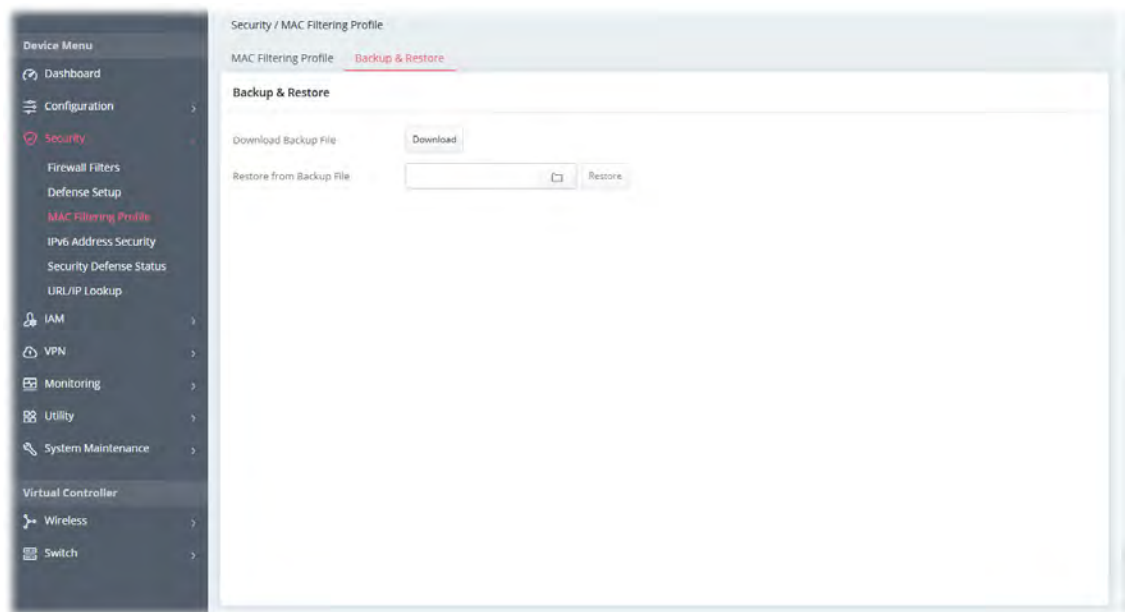 Security / MAC Filtering Profile
Device Menu
MAC Filtering Profile Backup & Restore
Dashboard
Backup & Restore
Configuration
Security
Download Backup File Download
Firewall Filters
Restore from Backup File Restore
Defense Setup
MAC Filtering Profile
IPv6 Address Security
Security Defense Status
URL/IP Lookup
IAM
VPN
Monitoring
Utility
System Maintenance
Virtual Controller
Wireless
Switch